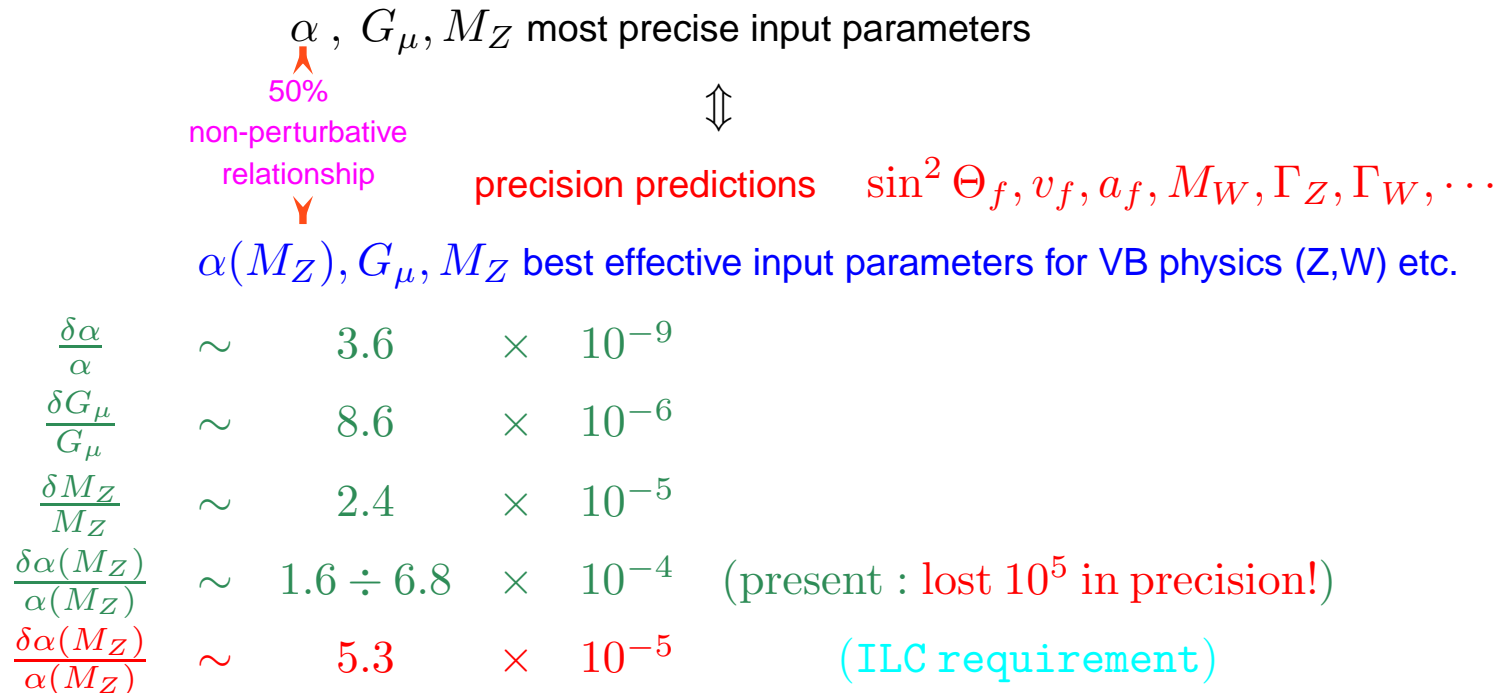 α , G_μ, M_Z most precise input parameters
50%
non-perturbative
relationship
⇕
precision predictions sin² Θ_f, v_f, a_f, M_W, Γ_Z, Γ_W, ···
α(M_Z), G_μ, M_Z best effective input parameters for VB physics (Z,W) etc.
δα/α ∼ 3.6 × 10⁻⁹
δG_μ/G_μ ∼ 8.6 × 10⁻⁶
δM_Z/M_Z ∼ 2.4 × 10⁻⁵
δα(M_Z)/α(M_Z) ∼ 1.6 ÷ 6.8 × 10⁻⁴ (present : lost 10⁵ in precision!)
δα(M_Z)/α(M_Z) ∼ 5.3 × 10⁻⁵ (ILC requirement)